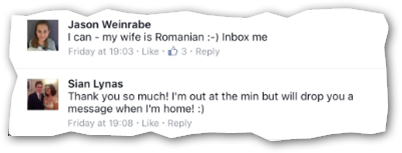 Jason Weinrabe
I can - my wife is Romanian :-) Inbox me
Friday at 19:03 · Like · 3 · Reply
Sian Lynas
Thank you so much! I'm out at the min but will drop you a
message when I'm home! :)
Friday at 19:08 · Like · Reply